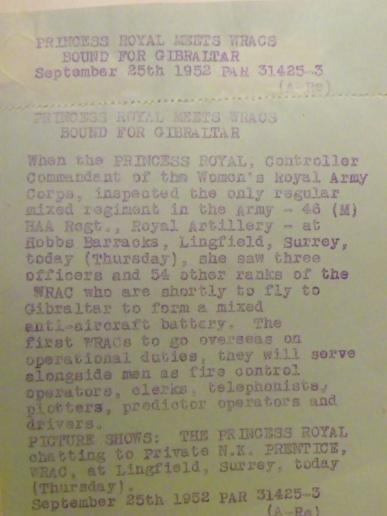 PRINCESS ROYAL MEETS WRACS
BOUND FOR GIBRALTAR
September 25th 1952 PAR 31425-3
(A-Rs)
PRINCESS ROYAL MEETS WRACS
BOUND FOR GIBRALTAR
When the PRINCESS ROYAL, Controller
Commandant of the Women's Royal Army
Corps, inspected the only regular
mixed regiment in the Army - 46 (M)
HAA Regt., Royal Artillery - at
Hobbs Barracks, Lingfield, Surrey,
today (Thursday), she saw three
officers and 54 other ranks of the
WRAC who are shortly to fly to
Gibraltar to form a mixed
anti-aircraft battery. The
first WRACs to go overseas on
operational duties, they will serve
alongside men as fire control
operators, clerks, telephonists,
plotters, predictor operators and
drivers.
PICTURE SHOWS: THE PRINCESS ROYAL
chatting to Private N.K. PRENTICE,
WRAC, at Lingfield, Surrey, today
(Thursday).
September 25th 1952 PAR 31425-3
(A-Rs)